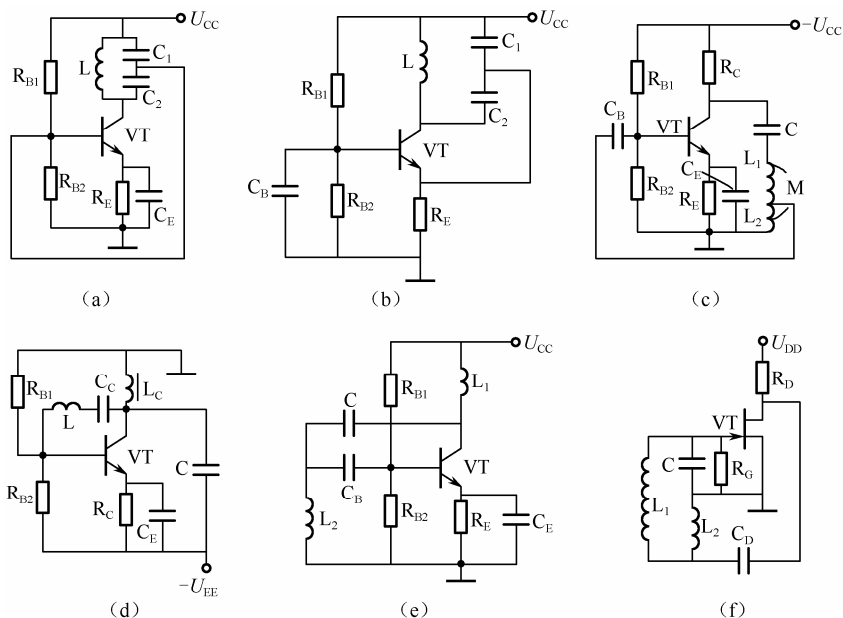 U_CC
R_B1
L
C_1
C_2
VT
R_B2
R_E
C_E
(a)
U_CC
R_B1
L
C_1
C_2
VT
C_B
R_B2
R_E
(b)
−U_CC
R_B1
R_C
C_B
VT
C
L_1
M
C_E
R_B2
R_E
L_2
(c)
R_B1
C_C
L_C
L
VT
C
R_B2
R_C
C_E
−U_EE
(d)
U_CC
R_B1
L_1
C
VT
C_B
R_B2
L_2
R_E
C_E
(e)
U_DD
R_D
VT
C
R_G
L_1
L_2
C_D
(f)